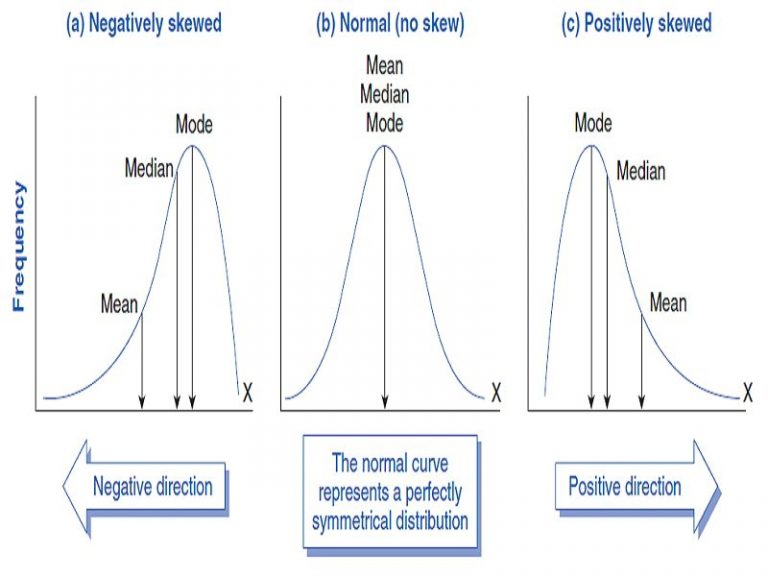 (a) Negatively skewed
(b) Normal (no skew)
(c) Positively skewed
Frequency
Mode
Median
Mean
X
Mean
Median
Mode
X
Mode
Median
Mean
X
Negative direction
The normal curve
represents a perfectly
symmetrical distribution
Positive direction